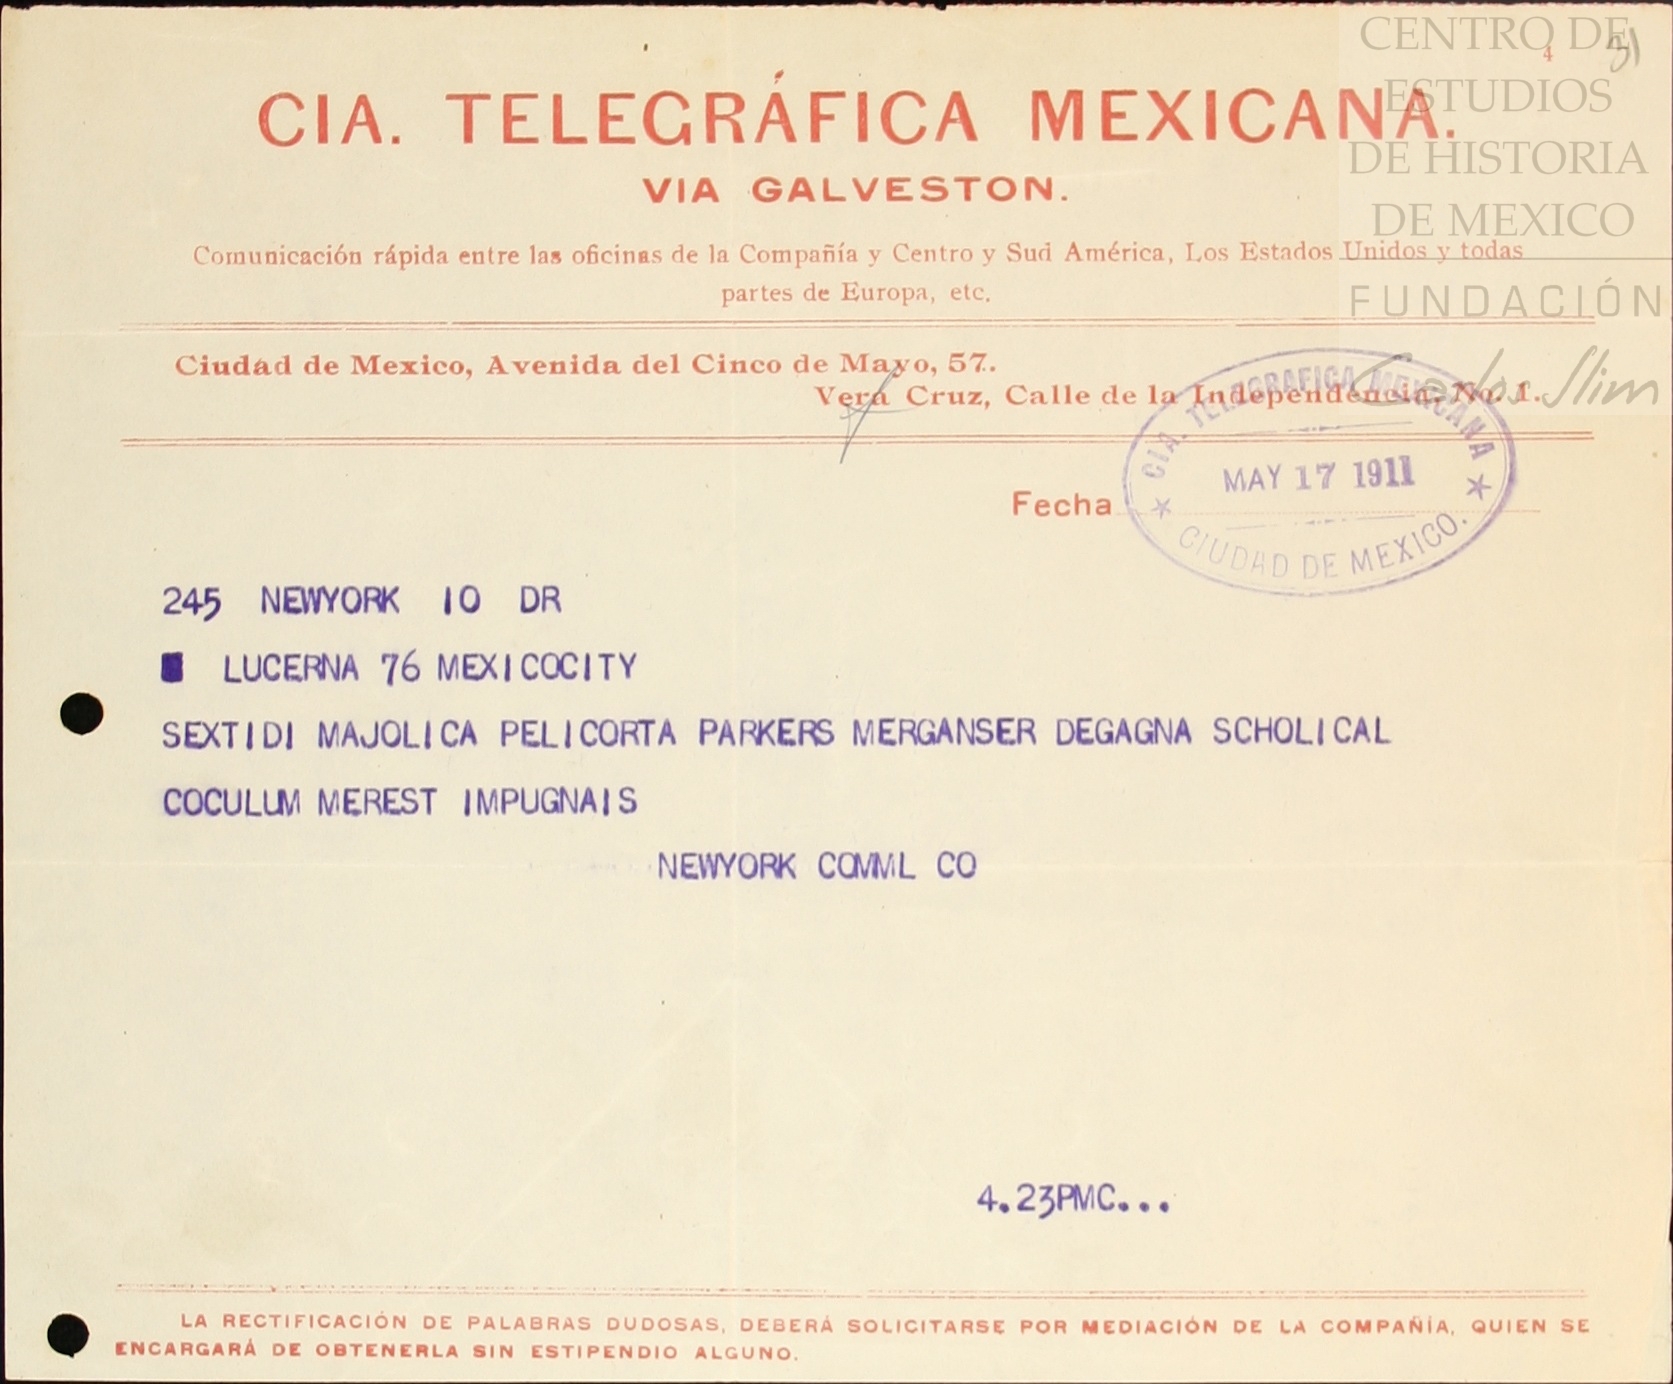 CENTRO DE
ESTUDIOS
DE HISTORIA
DE MEXICO
FUNDACIÓN
Carlos Slim
4
31
CIA. TELEGRÁFICA MEXICANA.
VIA GALVESTON.
Comunicación rápida entre las oficinas de la Compañía y Centro y Sud América, Los Estados Unidos y todas
partes de Europa, etc.
Ciudad de Mexico, Avenida del Cinco de Mayo, 57.
Vera Cruz, Calle de la Independencia, No. 1.
Fecha
CIA. TELEGRAFICA MEXICANA
MAY 17 1911
CIUDAD DE MEXICO.
245 NEWYORK 10 DR
LUCERNA 76 MEXICOCITY
SEXTIDI MAJOLICA PELICORTA PARKERS MERGANSER DEGAGNA SCHOLICAL
COCULUM MEREST IMPUGNAIS
NEWYORK COMML CO
4.23PMC...
LA RECTIFICACIÓN DE PALABRAS DUDOSAS, DEBERÁ SOLICITARSE POR MEDIACIÓN DE LA COMPAÑÍA, QUIEN SE
ENCARGARÁ DE OBTENERLA SIN ESTIPENDIO ALGUNO.